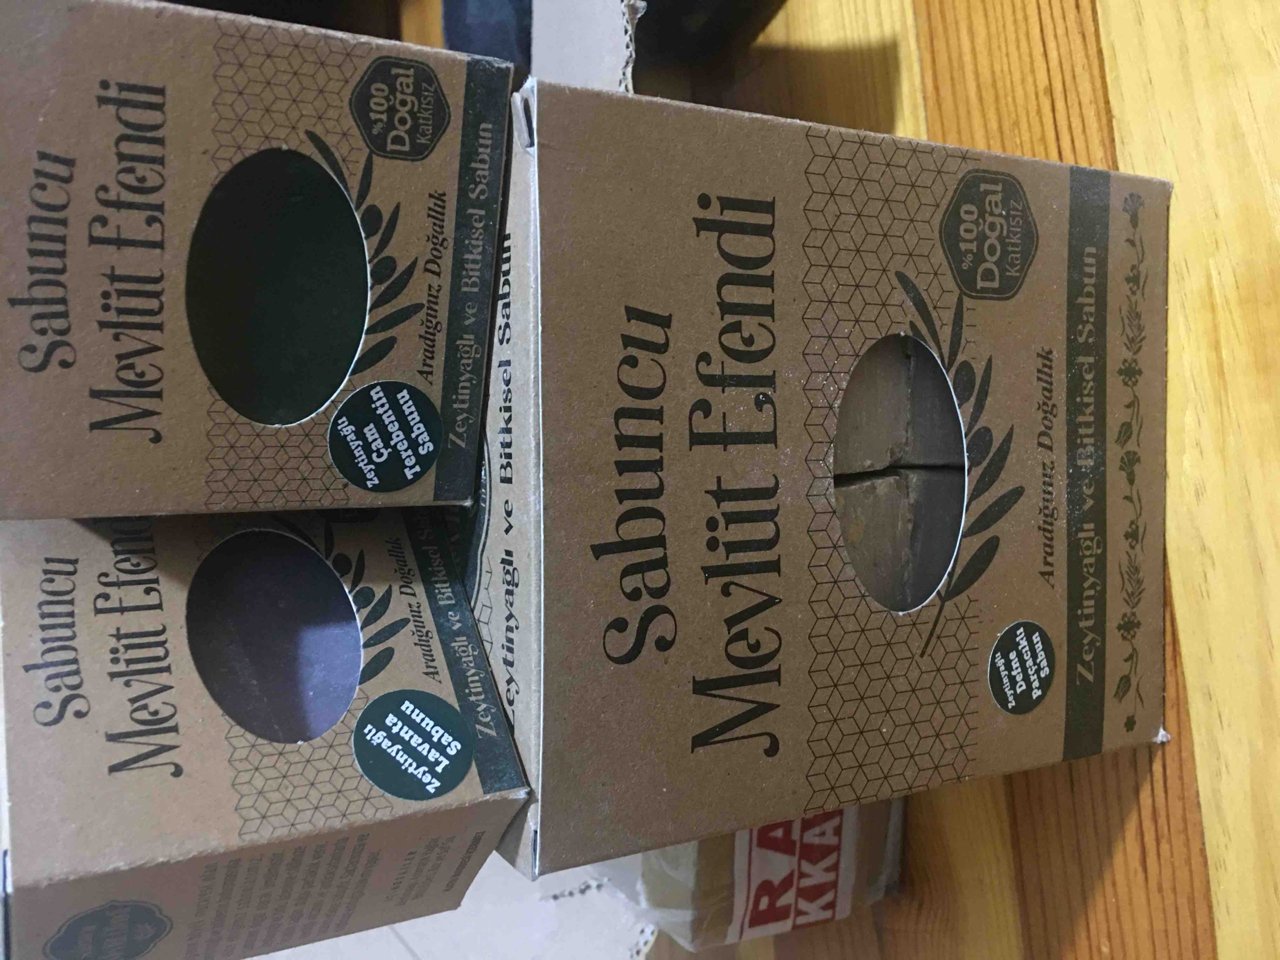 Sabuncu
Mevlüt Efendi
%100
Doğal
Katkısız
Zeytinyağlı
Çam
Terebentin
Sabunu
Aradığınız Doğallık
Zeytinyağlı ve Bitkisel Sabun
Sabuncu
Mevlüt Efend
Zeytinyağlı
Lavanta
Sabunu
Aradığınız Doğallık
Zeytinyağlı ve Bitkisel
Zeytinyağlı ve Bitkisel Sabun
Sabuncu
Mevlüt Efendi
%100
Doğal
Katkısız
Zeytinyağlı
Defne
Parçacıklı
Sabun
Aradığınız Doğallık
Zeytinyağlı ve Bitkisel Sabun
RA
KKA